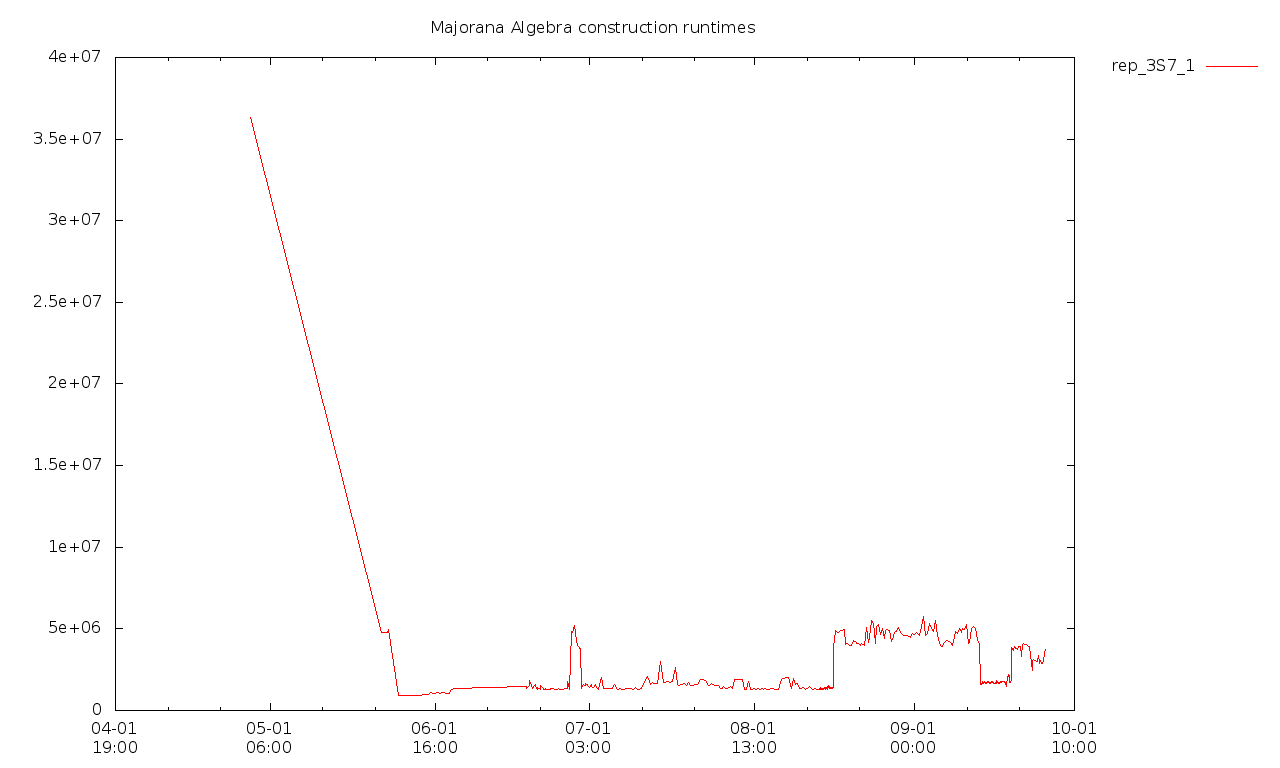 Majorana Algebra construction runtimes
rep_3S7_1
4e+07
3.5e+07
3e+07
2.5e+07
2e+07
1.5e+07
1e+07
5e+06
0
04-01 05-01 06-01 07-01 08-01 09-01 10-01
19:00 06:00 16:00 03:00 13:00 00:00 10:00